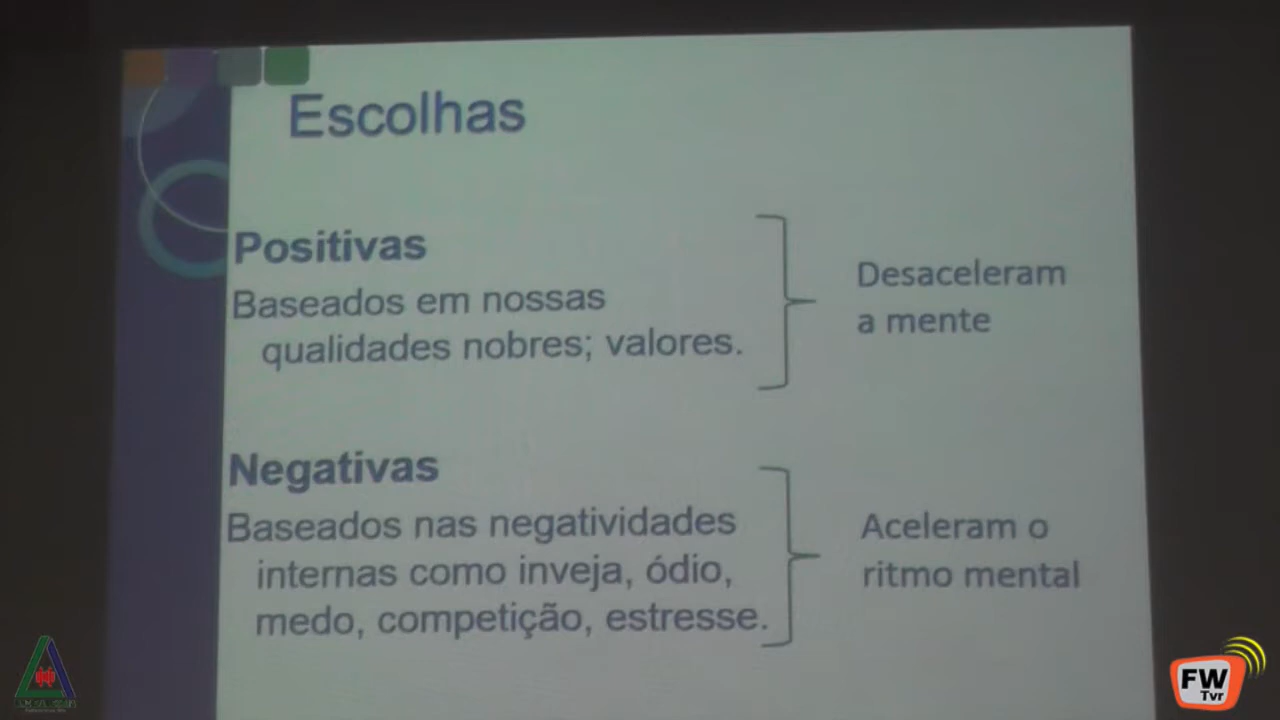 Escolhas
Positivas
Baseados em nossas
qualidades nobres; valores.
Desaceleram
a mente
Negativas
Baseados nas negatividades
internas como inveja, ódio,
medo, competição, estresse.
Aceleram o
ritmo mental
FW
Tvr